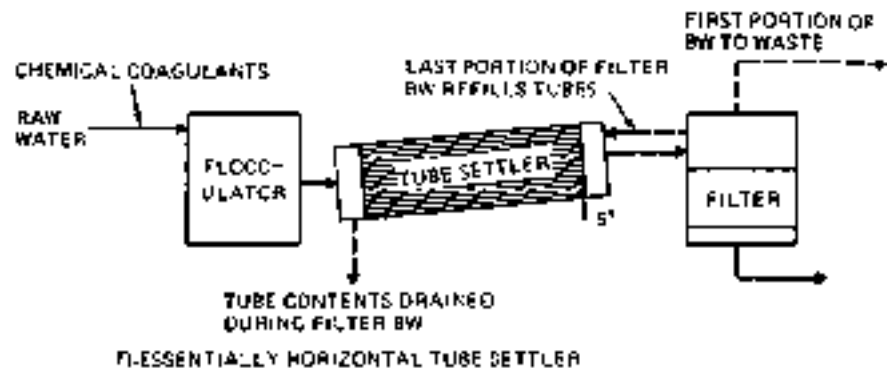 FIRST PORTION OF
BW TO WASTE
CHEMICAL COAGULANTS
LAST PORTION OF FILTER
BW REFILLS TUBES
RAW
WATER
FLOCC-
ULATOR
TUBE SETTLER
FILTER
5°
TUBE CONTENTS DRAINED
DURING FILTER BW
ESSENTIALLY HORIZONTAL TUBE SETTLER